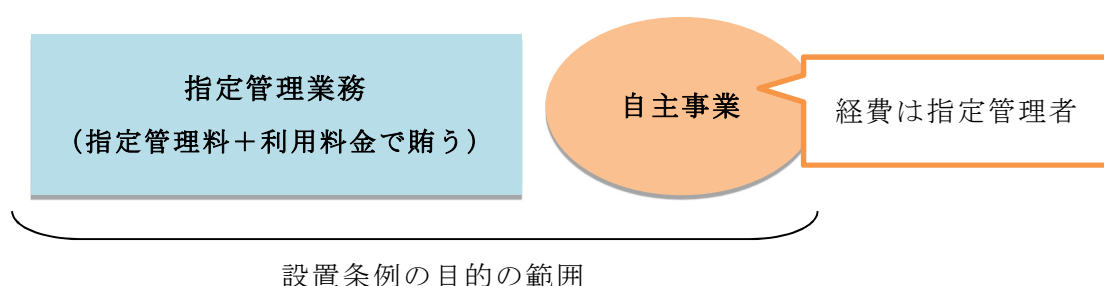 指定管理業務
（指定管理料＋利用料金で賄う）
自主事業
経費は指定管理者
設置条例の目的の範囲